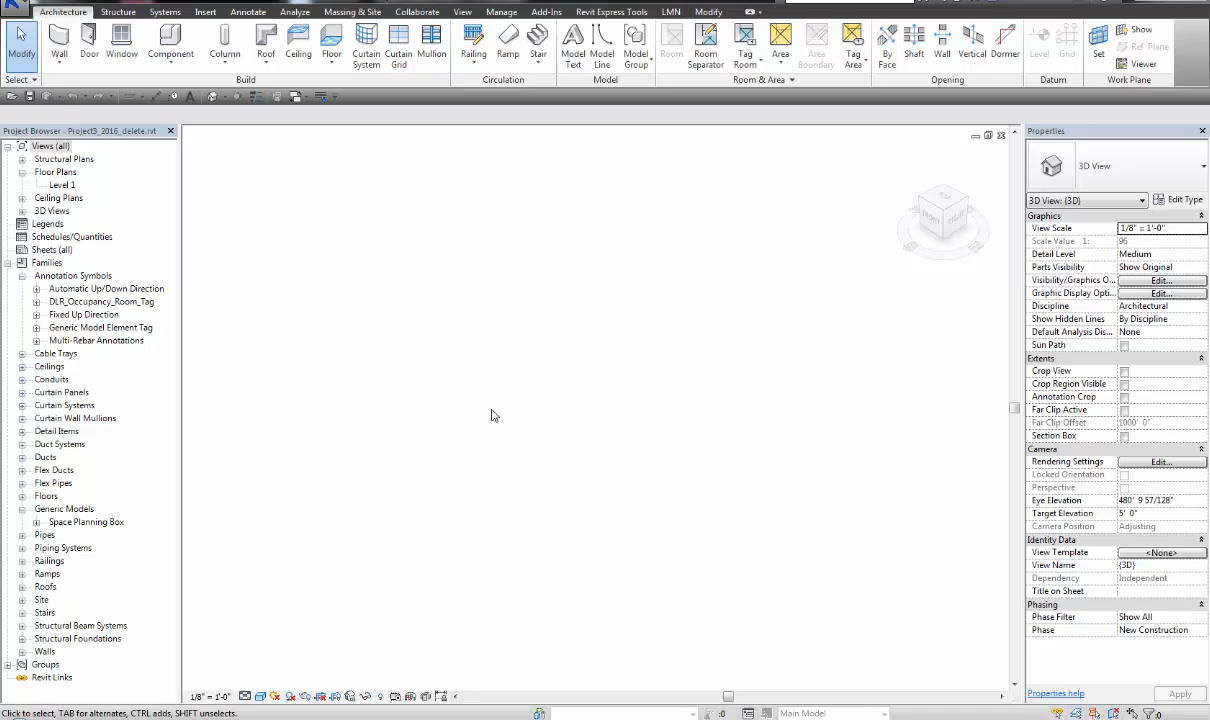 Architecture Structure Systems Insert Annotate Analyze Massing & Site Collaborate View Manage Add-Ins Revit Express Tools LMN Modify
Modify Wall Door Window Component Column Roof Ceiling Floor Curtain System Curtain Grid Mullion Railing Ramp Stair Model Text Model Line Model Group Room Room Separator Tag Room Area Area Boundary Tag Area By Face Shaft Wall Vertical Dormer Level Grid Set Show Ref Plane Viewer
Select Build Circulation Model Room & Area Opening Datum Work Plane
Project Browser - Project3_2016_delete.rvt
Views (all)
Structural Plans
Floor Plans
Level 1
Ceiling Plans
3D Views
Legends
Schedules/Quantities
Sheets (all)
Families
Annotation Symbols
Automatic Up/Down Direction
DLR_Occupancy_Room_Tag
Fixed Up Direction
Generic Model Element Tag
Multi-Rebar Annotations
Cable Trays
Ceilings
Conduits
Curtain Panels
Curtain Systems
Curtain Wall Mullions
Detail Items
Duct Systems
Ducts
Flex Ducts
Flex Pipes
Floors
Generic Models
Space Planning Box
Pipes
Piping Systems
Railings
Ramps
Roofs
Site
Stairs
Structural Beam Systems
Structural Foundations
Walls
Groups
Revit Links
FRONT
1/8" = 1'-0"
Properties
3D View
3D View: {3D} Edit Type
Graphics
View Scale 1/8" = 1'-0"
Scale Value 1: 96
Detail Level Medium
Parts Visibility Show Original
Visibility/Graphics O... Edit...
Graphic Display Opti... Edit...
Discipline Architectural
Show Hidden Lines By Discipline
Default Analysis Dis... None
Sun Path
Extents
Crop View
Crop Region Visible
Annotation Crop
Far Clip Active
Far Clip Offset 1000' 0"
Section Box
Camera
Rendering Settings Edit...
Locked Orientation
Perspective
Eye Elevation 480' 9 57/128"
Target Elevation 5' 0"
Camera Position Adjusting
Identity Data
View Template <None>
View Name {3D}
Dependency Independent
Title on Sheet
Phasing
Phase Filter Show All
Phase New Construction
Properties help Apply
Click to select, TAB for alternates, CTRL adds, SHIFT unselects. :0 Main Model :0